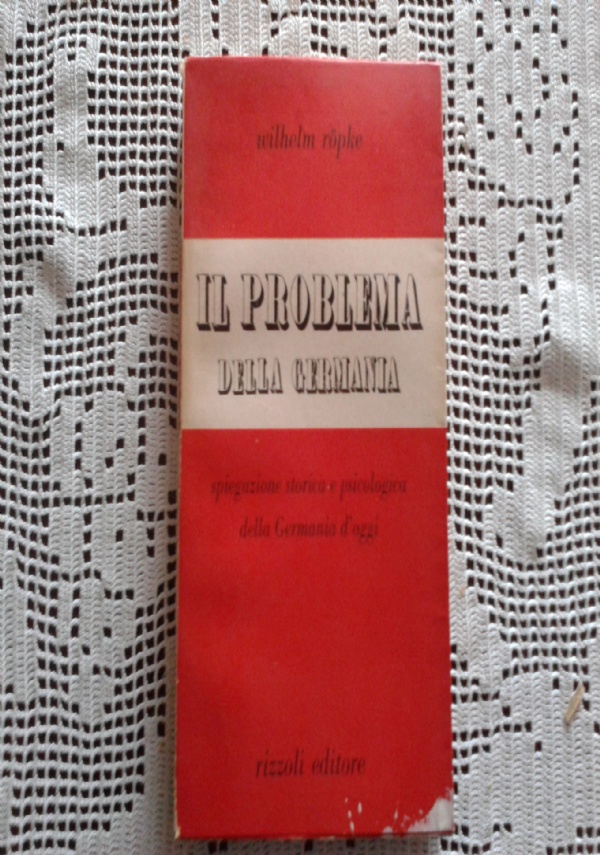 wilhelm röpke
IL PROBLEMA
DELLA GERMANIA
spiegazione storica e psicologica
della Germania d'oggi
rizzoli editore